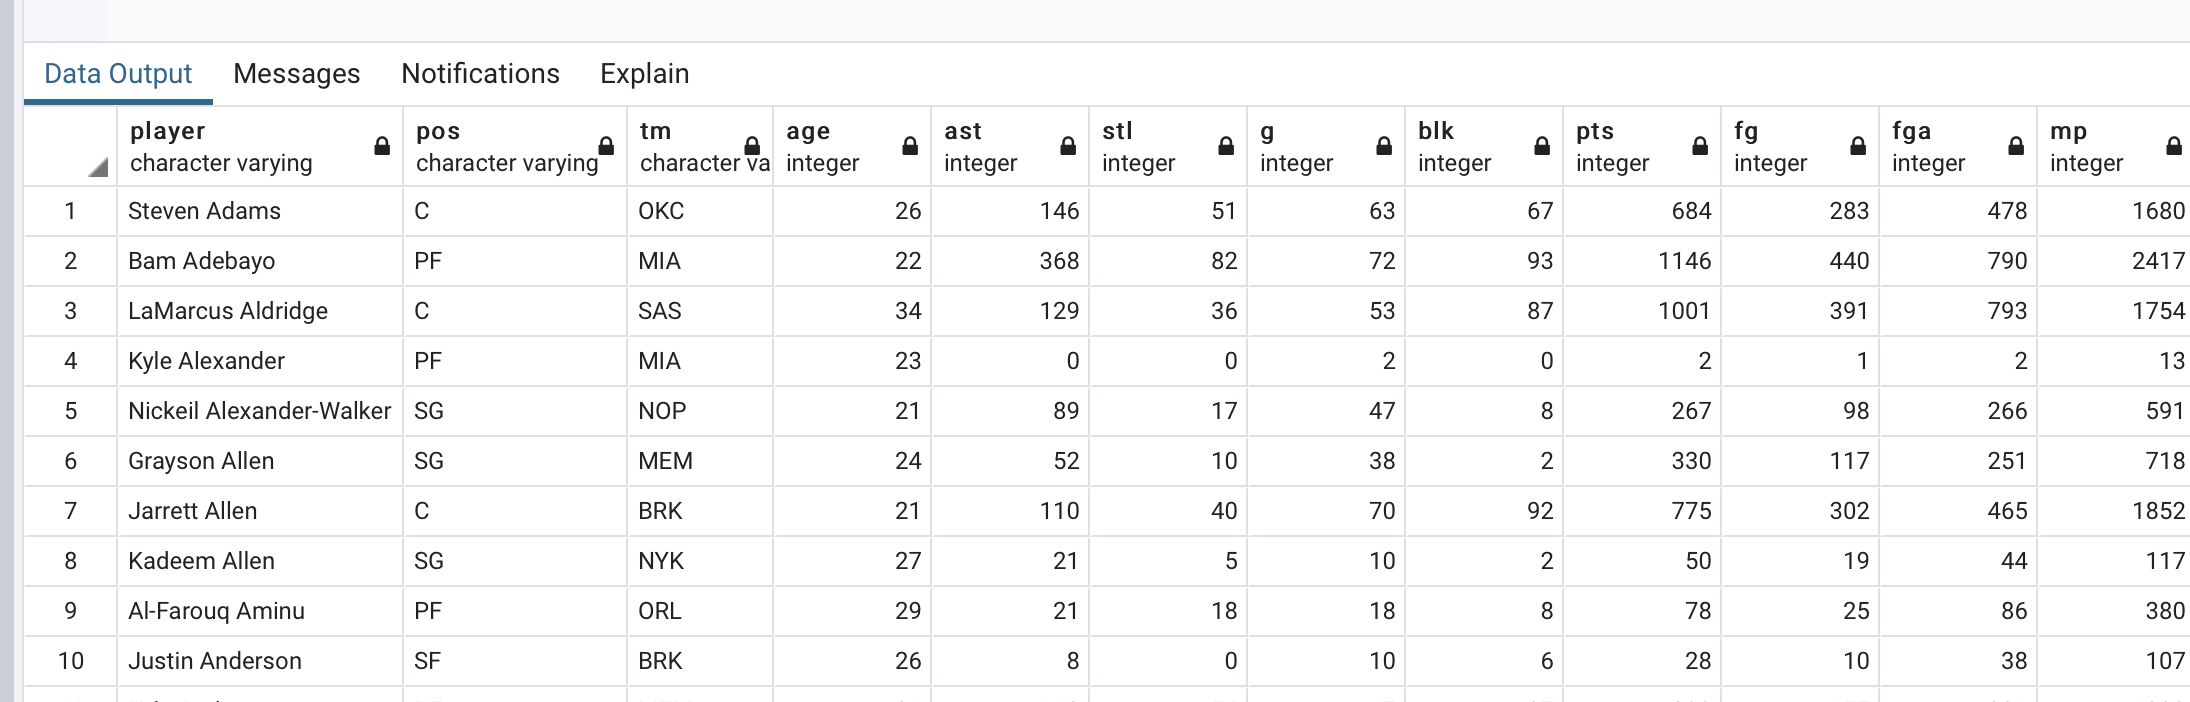 Data Output Messages Notifications Explain
player pos tm age ast stl g blk pts fg fga mp
character varying character varying character va integer integer integer integer integer integer integer integer integer
1 Steven Adams C OKC 26 146 51 63 67 684 283 478 1680
2 Bam Adebayo PF MIA 22 368 82 72 93 1146 440 790 2417
3 LaMarcus Aldridge C SAS 34 129 36 53 87 1001 391 793 1754
4 Kyle Alexander PF MIA 23 0 0 2 0 2 1 2 13
5 Nickeil Alexander-Walker SG NOP 21 89 17 47 8 267 98 266 591
6 Grayson Allen SG MEM 24 52 10 38 2 330 117 251 718
7 Jarrett Allen C BRK 21 110 40 70 92 775 302 465 1852
8 Kadeem Allen SG NYK 27 21 5 10 2 50 19 44 117
9 Al-Farouq Aminu PF ORL 29 21 18 18 8 78 25 86 380
10 Justin Anderson SF BRK 26 8 0 10 6 28 10 38 107